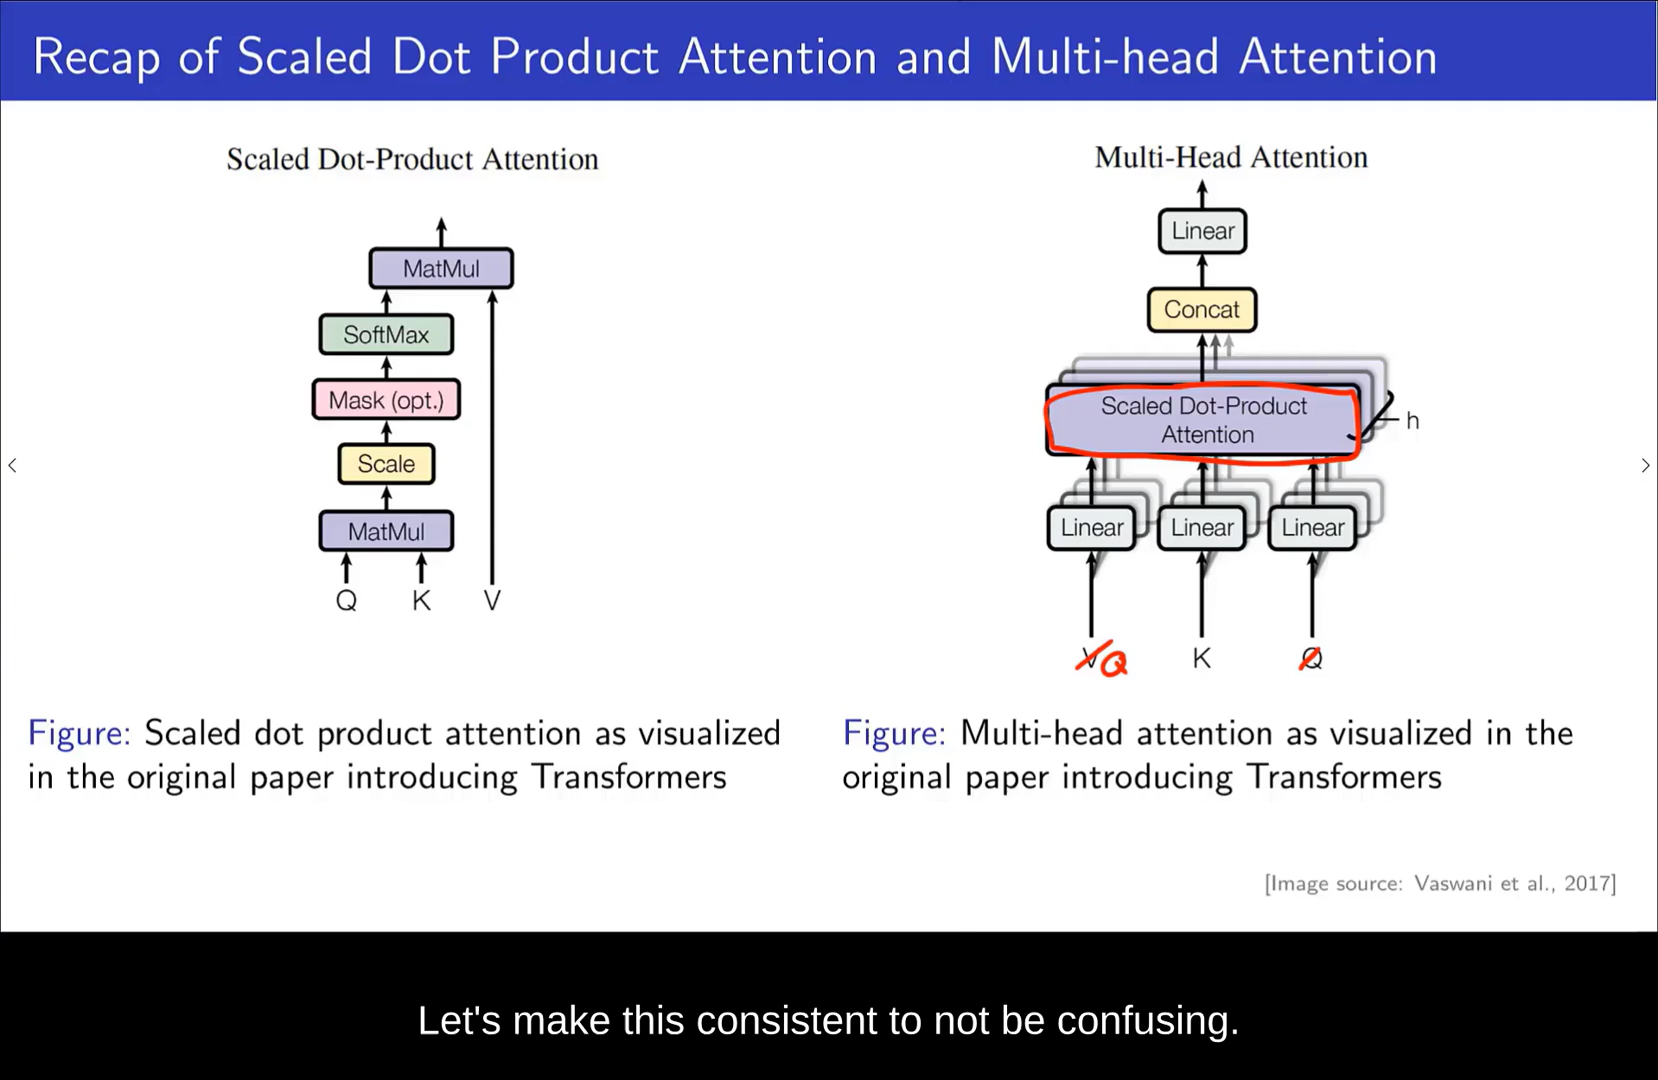 Recap of Scaled Dot Product Attention and Multi-head Attention
Scaled Dot-Product Attention
MatMul
SoftMax
Mask (opt.)
Scale
MatMul
Q K V
Figure: Scaled dot product attention as visualized
in the original paper introducing Transformers
Multi-Head Attention
Linear
Concat
Scaled Dot-Product
Attention
h
Linear Linear Linear
V Q K Q
Figure: Multi-head attention as visualized in the
original paper introducing Transformers
[Image source: Vaswani et al., 2017]
Let's make this consistent to not be confusing.